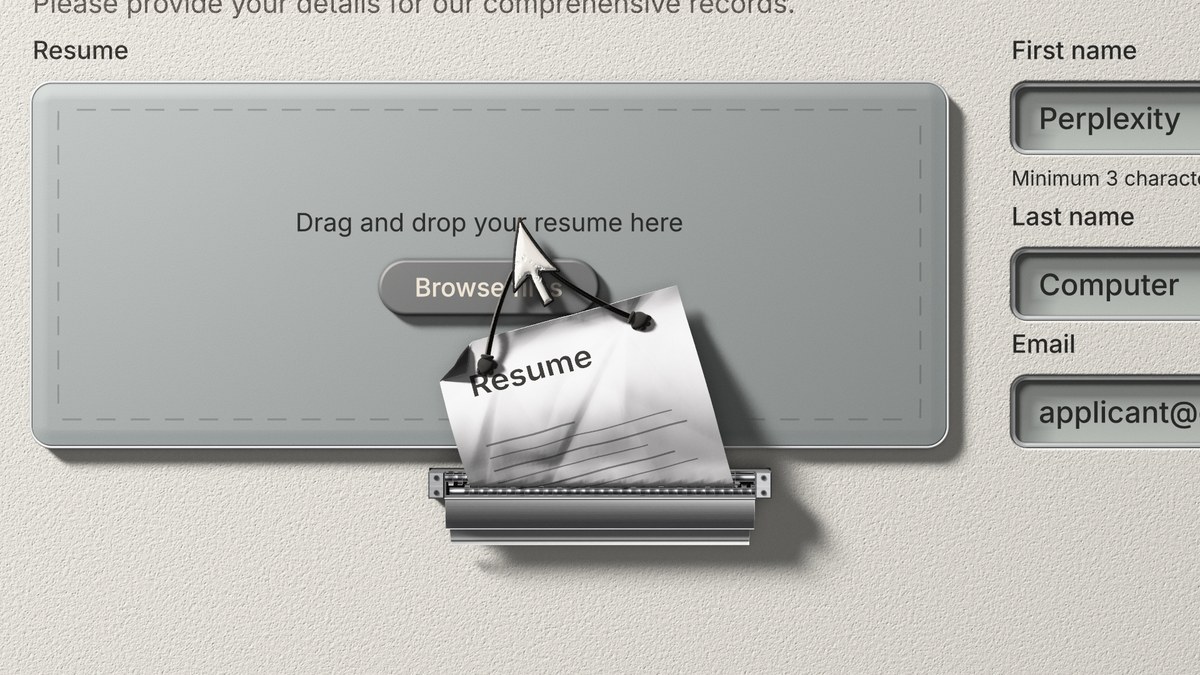 Please provide your details for our comprehensive records.
Resume
Drag and drop your resume here
Browse
Resume
First name
Perplexity
Minimum 3
Last name
Computer
Email
applicant@